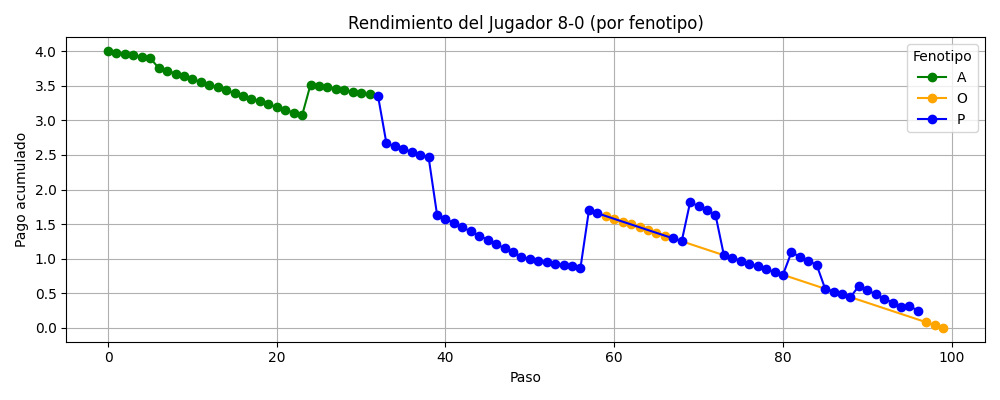 Rendimiento del Jugador 8-0 (por fenotipo)
Pago acumulado
4.0
3.5
3.0
2.5
2.0
1.5
1.0
0.5
0.0
Fenotipo
A
O
P
0 20 40 60 80 100
Paso